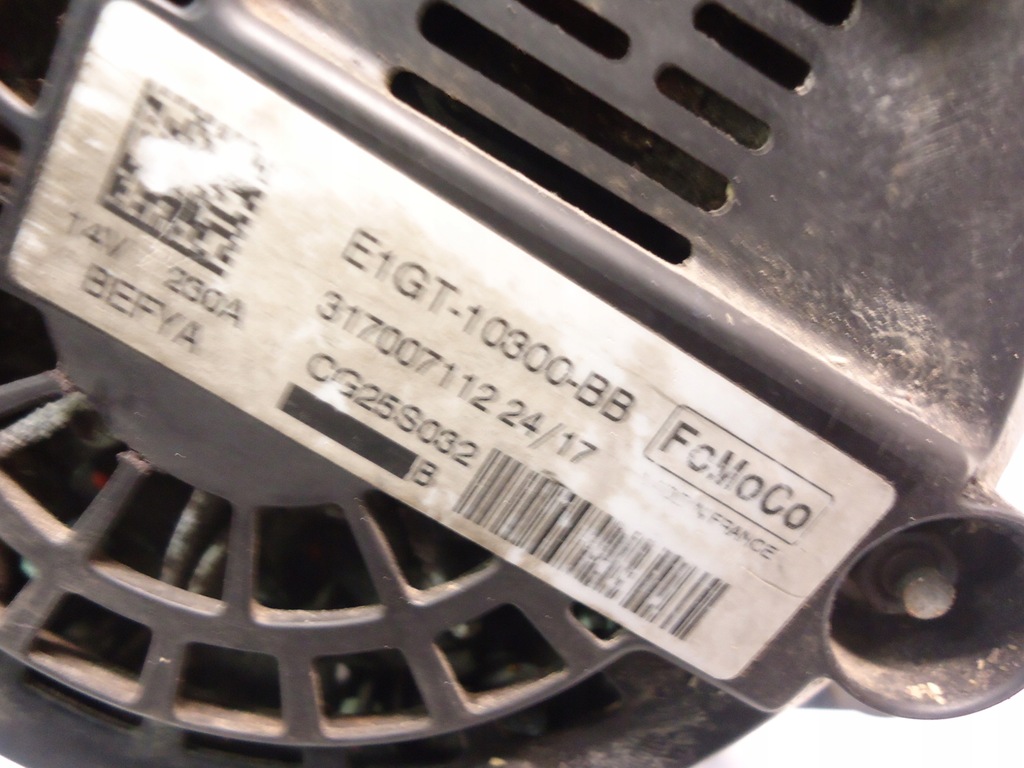 E1GT-10300-BB
317007112 24/17
CG25S032
B
14V 230A
BEFYA
FoMoCo
MADE IN FRANCE